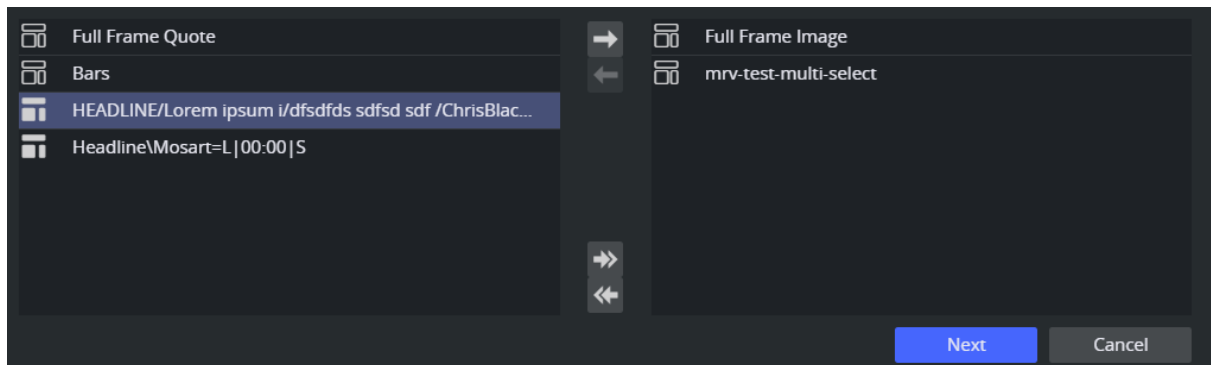 Full Frame Quote
Bars
HEADLINE/Lorem ipsum i/dfsdfds sdfsd sdf /ChrisBlac...
Headline\Mosart=L|00:00|S
Full Frame Image
mrv-test-multi-select
Next
Cancel